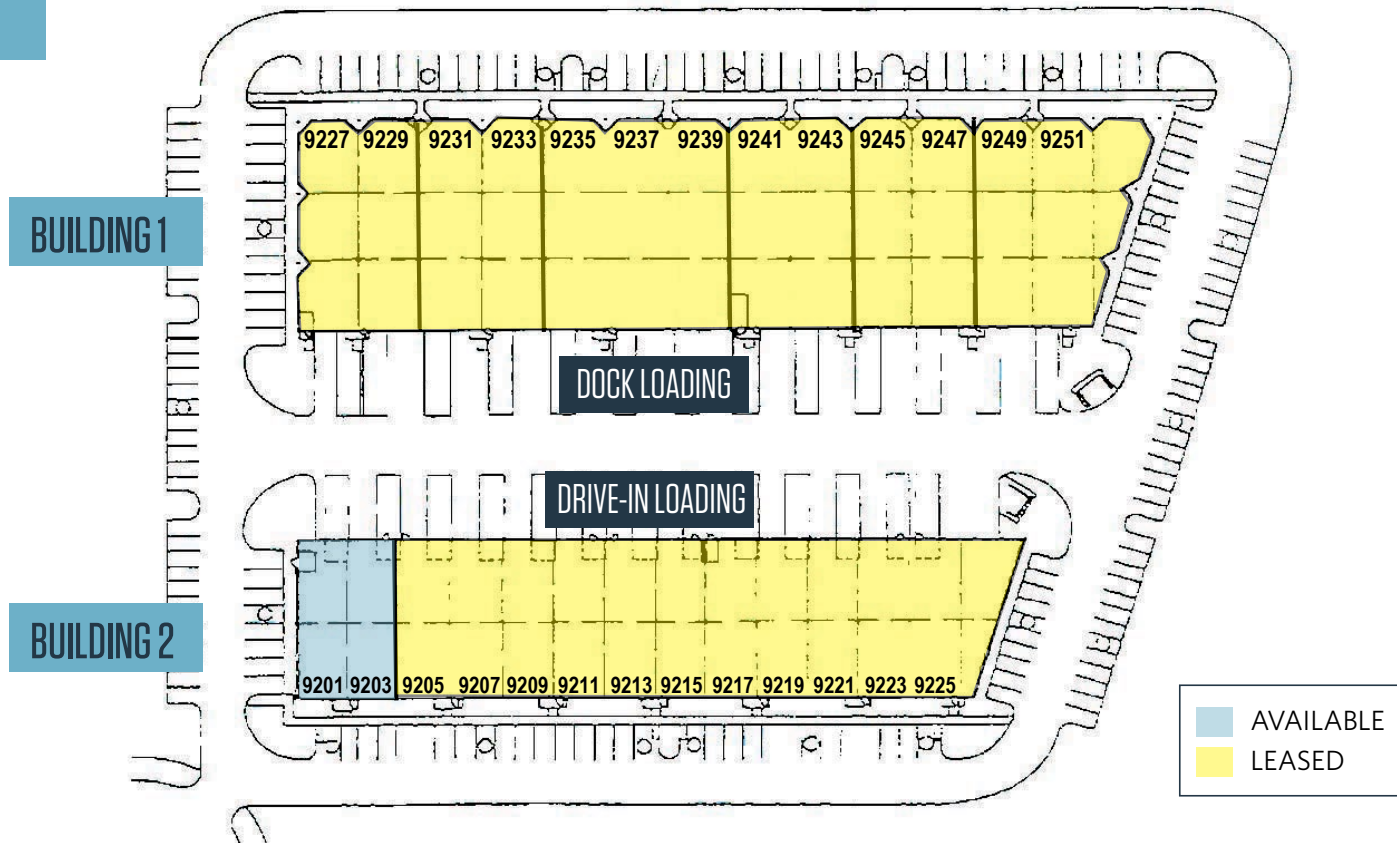 9227 9229 9231 9233 9235 9237 9239 9241 9243 9245 9247 9249 9251
BUILDING 1
DOCK LOADING
DRIVE-IN LOADING
BUILDING 2
9201 9203 9205 9207 9209 9211 9213 9215 9217 9219 9221 9223 9225
AVAILABLE
LEASED